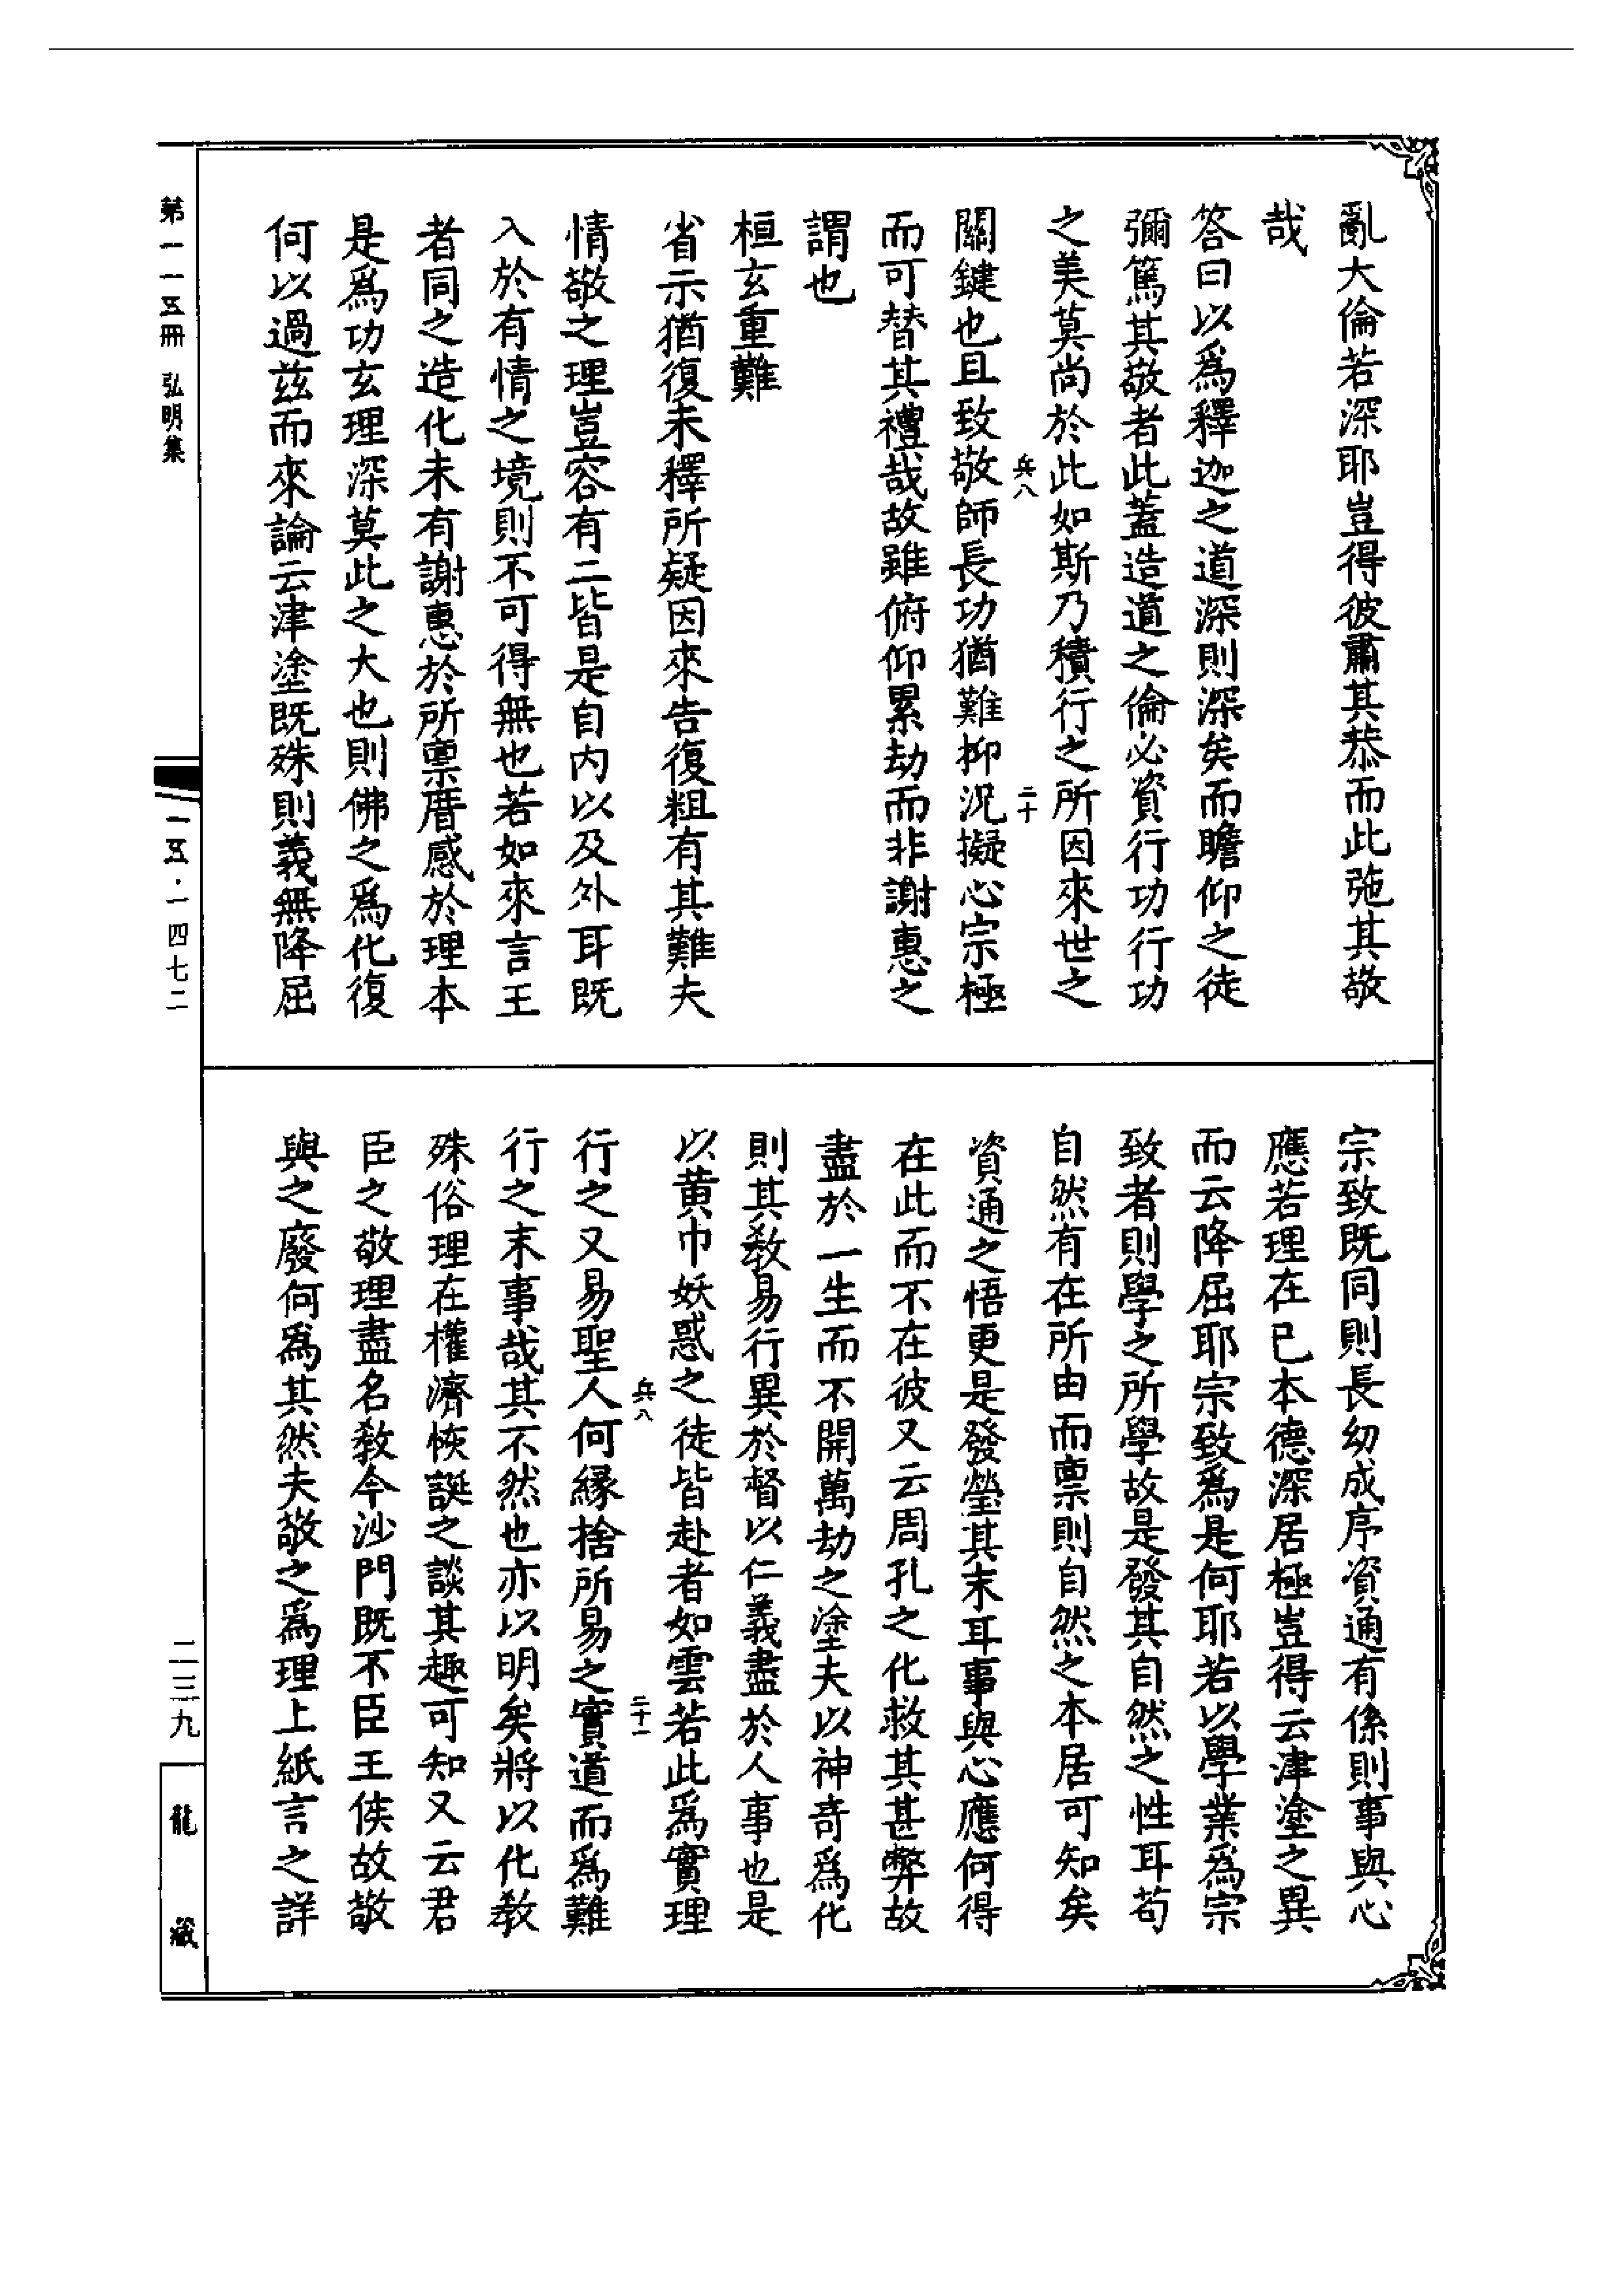 亂大倫若深耶豈得彼肅其恭而此弛其敬
哉
答曰以爲釋迦之道深則深矣而瞻仰之徒
彌篤其敬者此蓋造道之倫必資行功行功
之美莫尚於此如斯乃積行之所因來世之
兵八
二十
關鍵也且致敬師長功猶難抑況擬心宗極
而可替其禮哉故雖俯仰累劫而非謝惠之
謂也
桓玄重難
省示猶復未釋所疑因來告復粗有其難夫
情敬之理豈容有二皆是自內以及外耳既
入於有情之境則不可得無也若如來言王
者同之造化未有謝惠於所稟厝感於理本
是爲功玄理深莫此之大也則佛之爲化復
何以過茲而來論云津塗既殊則義無降屈
宗致既同則長幼成序資通有係則事與心
應若理在已本德深居極豈得云津塗之異
而云降屈耶宗致爲是何耶若以學業爲宗
致者則學之所學故是發其自然之性耳苟
自然有在所由而稟則自然之本居可知矣
資通之悟更是發瑩其末耳事與心應何得
在此而不在彼又云周孔之化救其甚弊故
盡於一生而不開萬劫之塗夫以神奇爲化
則其敎易行異於督以仁義盡於人事也是
以黄巾妖惑之徒皆赴者如雲若此爲實理
兵八
二十一
行之又易聖人何緣捨所易之實道而爲難
行之末事哉其不然也亦以明矣將以化敎
殊俗理在權濟恢誕之談其趣可知又云君
臣之敬理盡名敎今沙門既不臣王侯故敬
與之廢何爲其然夫敬之爲理上紙言之詳
第一一五冊 弘明集
一五·一四七二
二三九
龍藏